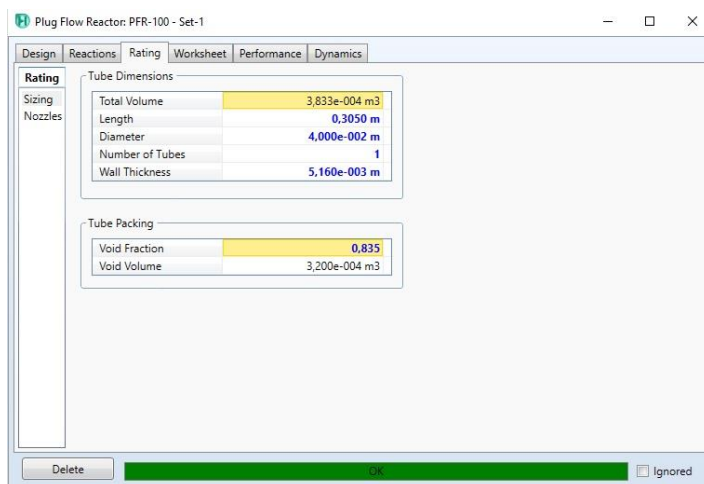 Plug Flow Reactor: PFR-100 - Set-1
Design Reactions Rating Worksheet Performance Dynamics
Rating
Sizing
Nozzles
Tube Dimensions
Total Volume 3,833e-004 m3
Length 0,3050 m
Diameter 4,000e-002 m
Number of Tubes 1
Wall Thickness 5,160e-003 m
Tube Packing
Void Fraction 0,835
Void Volume 3,200e-004 m3
Delete OK Ignored